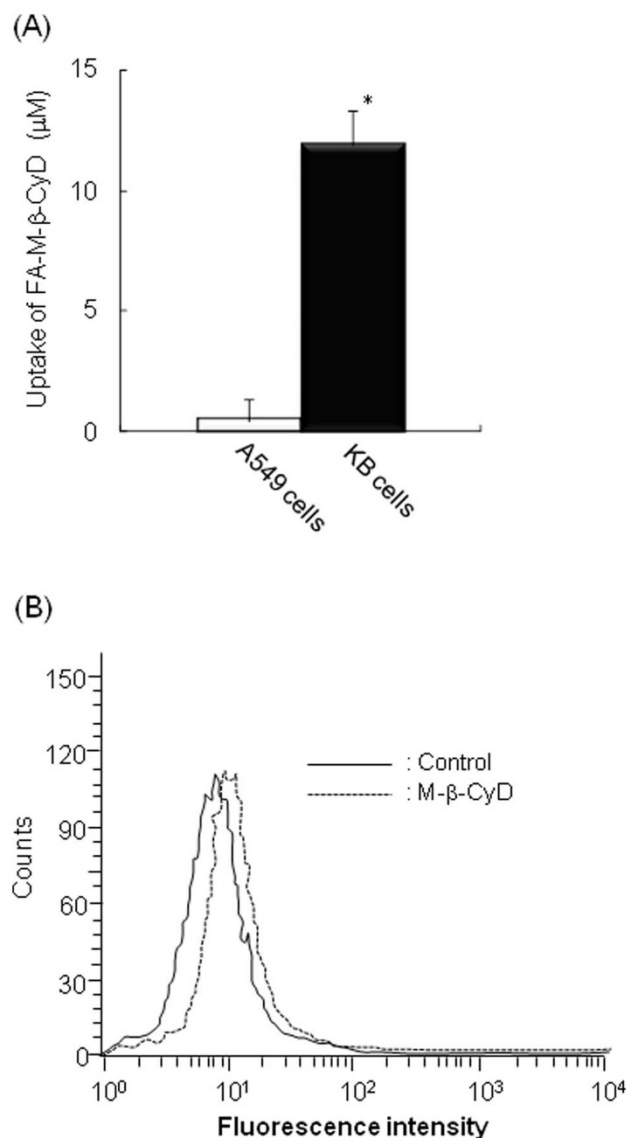 (A)
Uptake of FA-M-β-CyD (μM)
15
10
5
0
*
A549 cells
KB cells
(B)
Counts
150
120
90
60
30
0
: Control
: M-β-CyD
10⁰
10¹
10²
10³
10⁴
Fluorescence intensity